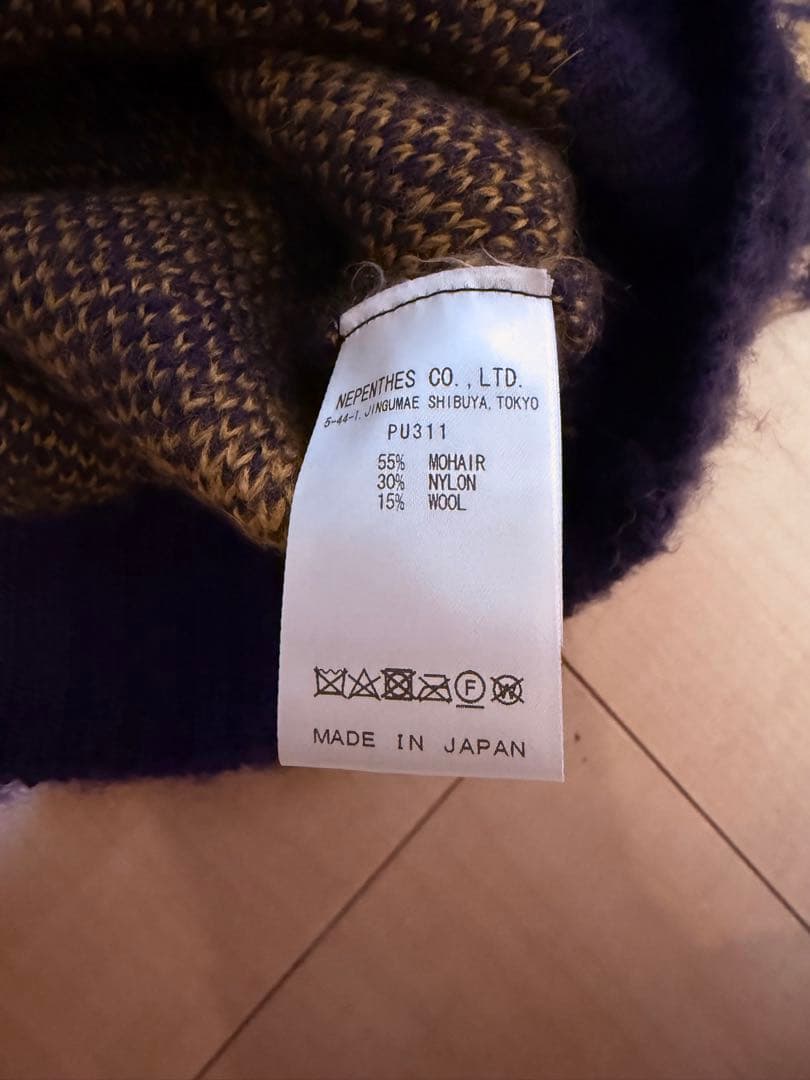 NEPENTHES CO.,LTD.
5-44-1, JINGUMAE SHIBUYA, TOKYO
PU311
55% MOHAIR
30% NYLON
15% WOOL
F W
MADE IN JAPAN